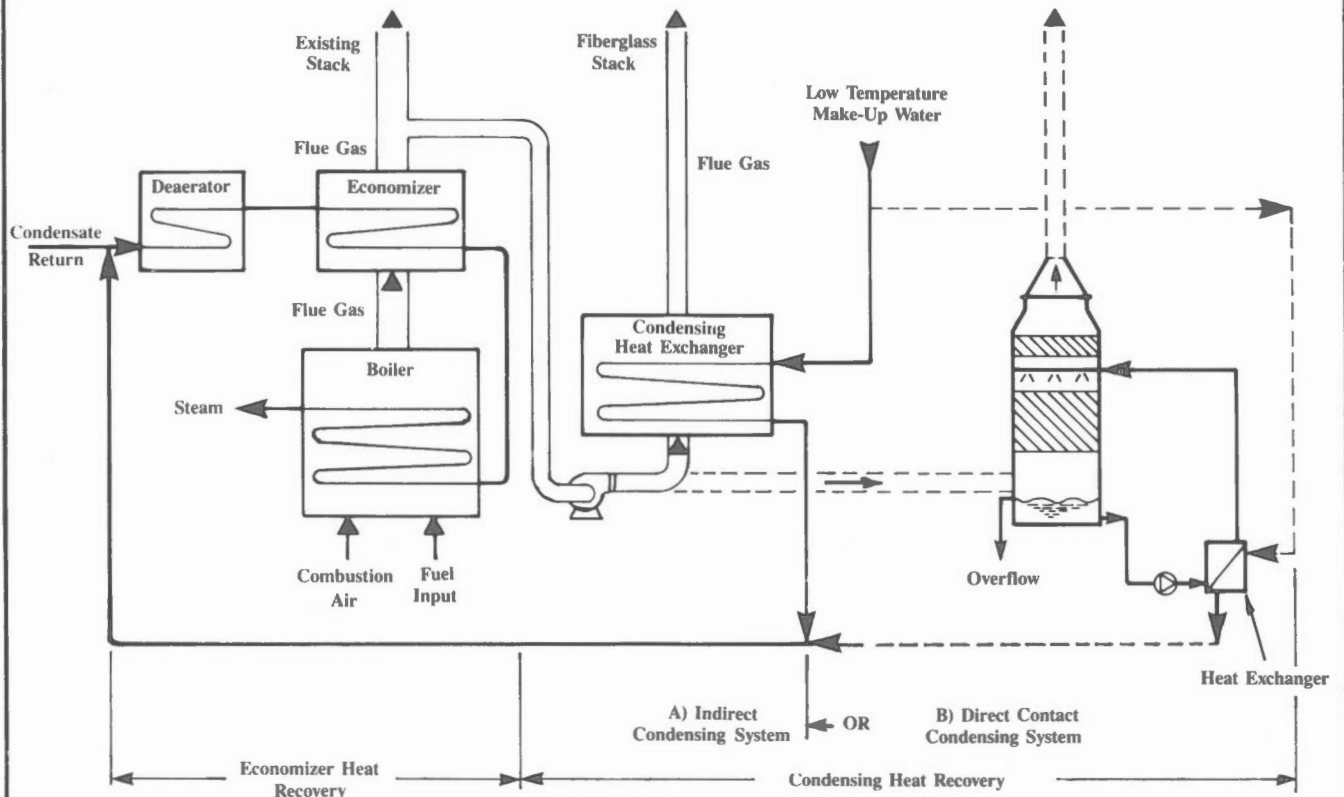 Existing
Stack
Fiberglass
Stack
Low Temperature
Make-Up Water
Flue Gas
Flue Gas
Deaerator
Economizer
Condensate
Return
Flue Gas
Condensing
Heat Exchanger
Boiler
Steam
Combustion
Air
Fuel
Input
Overflow
Heat Exchanger
A) Indirect
Condensing System
OR
B) Direct Contact
Condensing System
Economizer Heat
Recovery
Condensing Heat Recovery